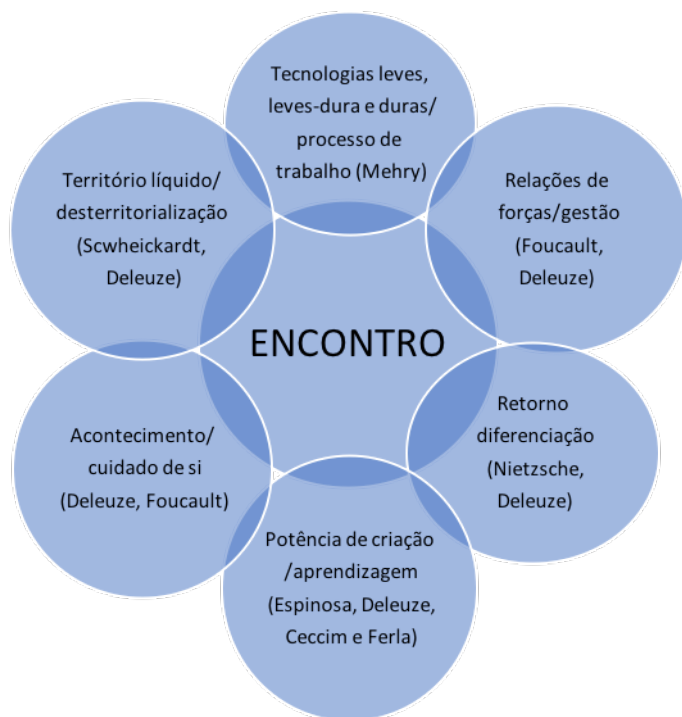 Tecnologias leves,
leves-dura e duras/
processo de
trabalho (Mehry)
Relações de
forças/gestão
(Foucault,
Deleuze)
Retorno
diferenciação
(Nietzsche,
Deleuze)
Potência de criação
/aprendizagem
(Espinosa, Deleuze,
Ceccim e Ferla)
Acontecimento/
cuidado de si
(Deleuze, Foucault)
Território líquido/
desterritorialização
(Scwheickardt,
Deleuze)
ENCONTRO